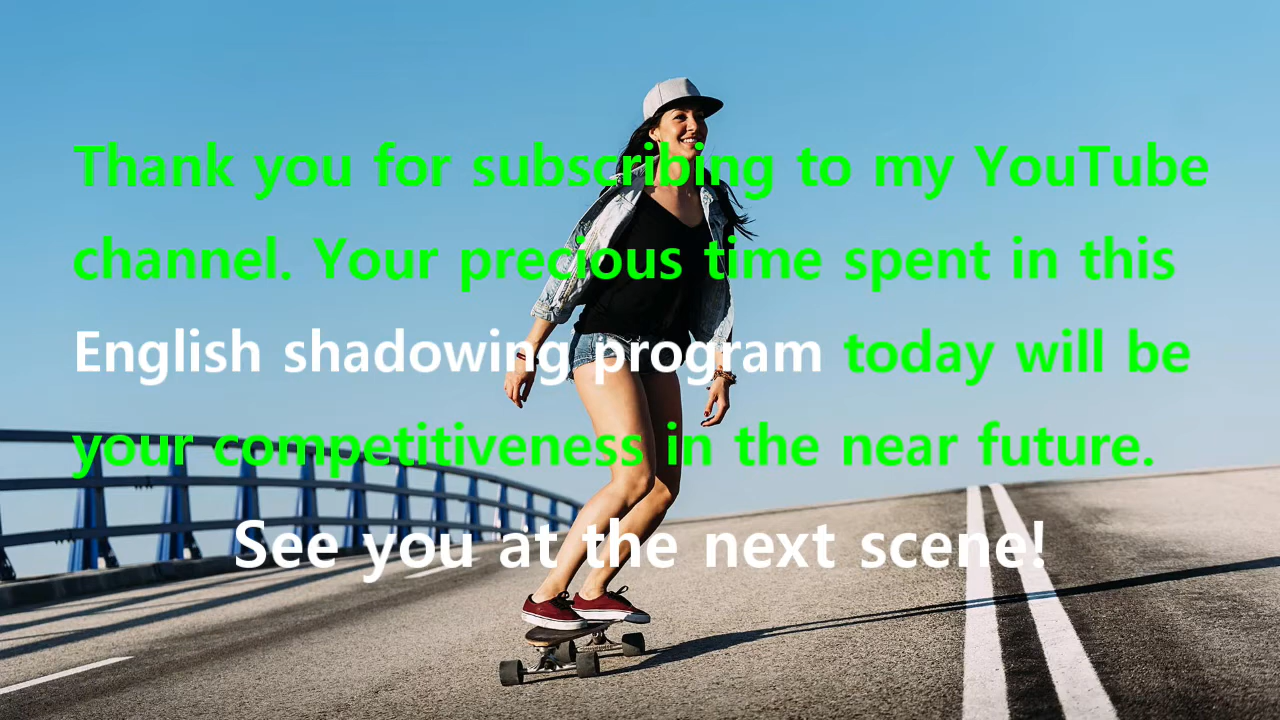 Thank you for subscribing to my YouTube
channel. Your precious time spent in this
English shadowing program today will be
your competitiveness in the near future.
See you at the next scene!